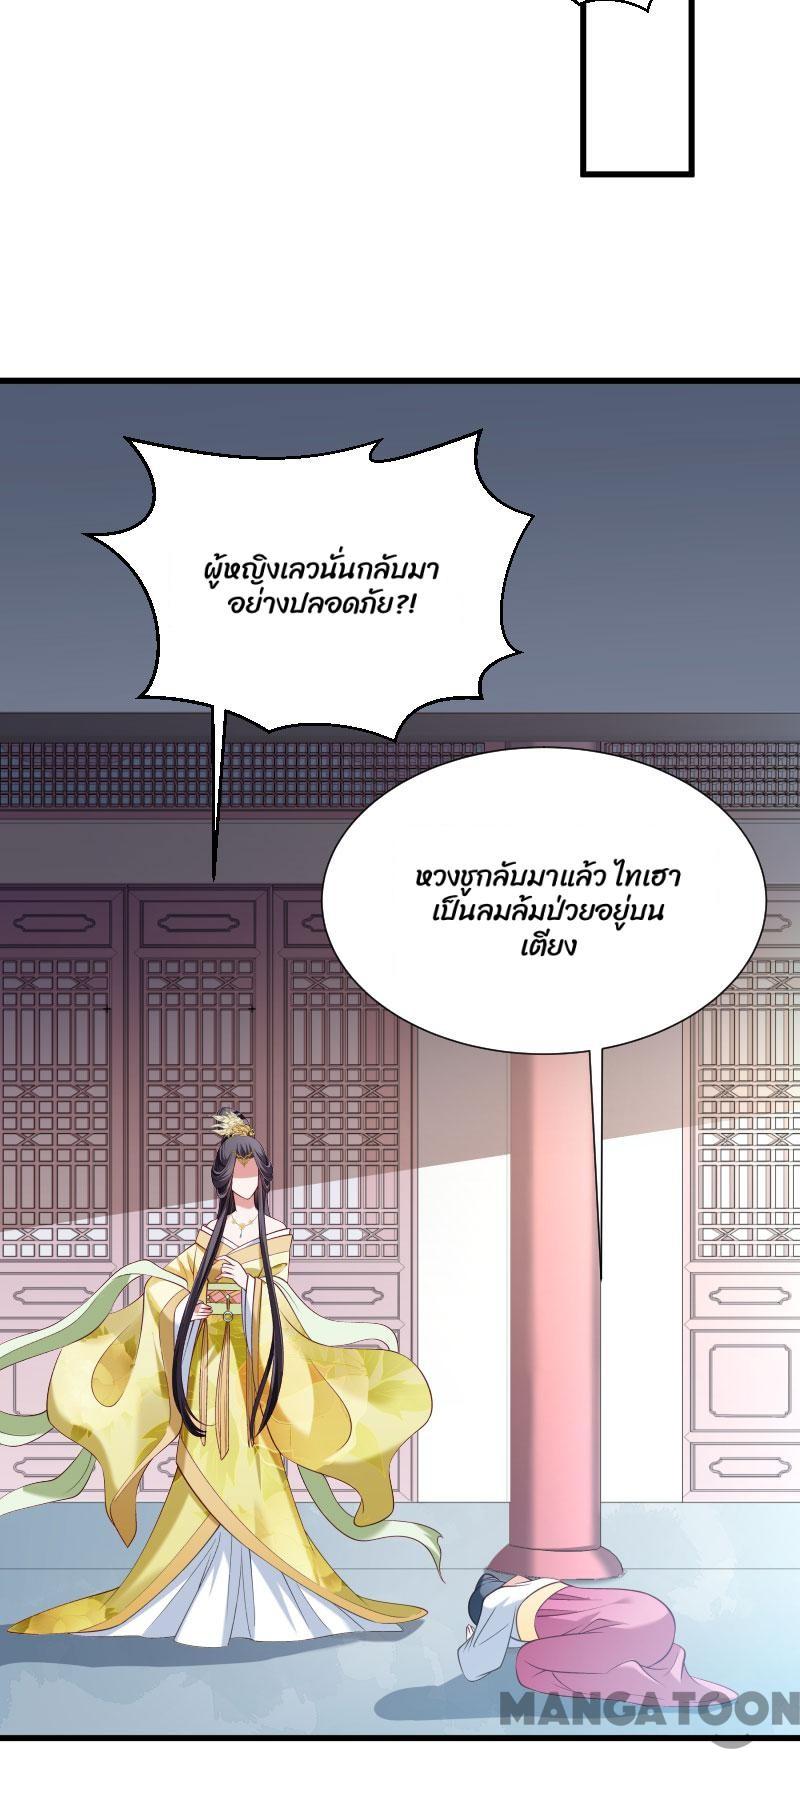 ผู้หญิงเลวนั่นกลับมา
อย่างปลอดภัย?!
หวงชูกลับมาแล้ว ไทเฮา
เป็นลมล้มป่วยอยู่บน
เตียง
MANGATOON